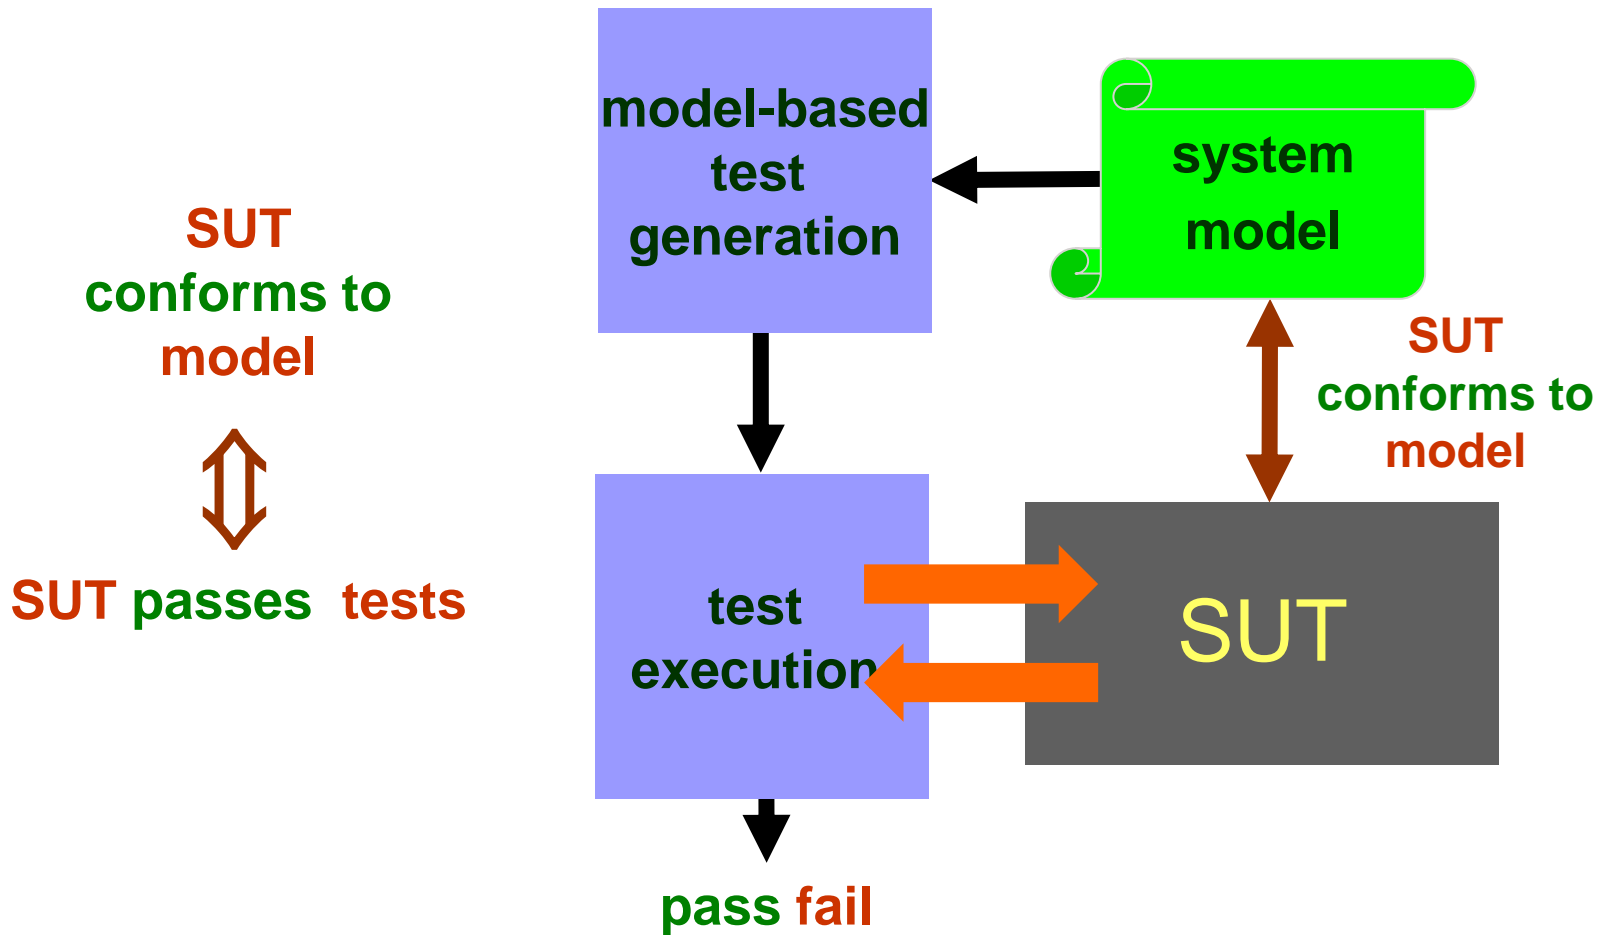 model-based
test
generation
system
model
SUT
conforms to
model
SUT passes tests
SUT
conforms to
model
test
execution
SUT
pass fail